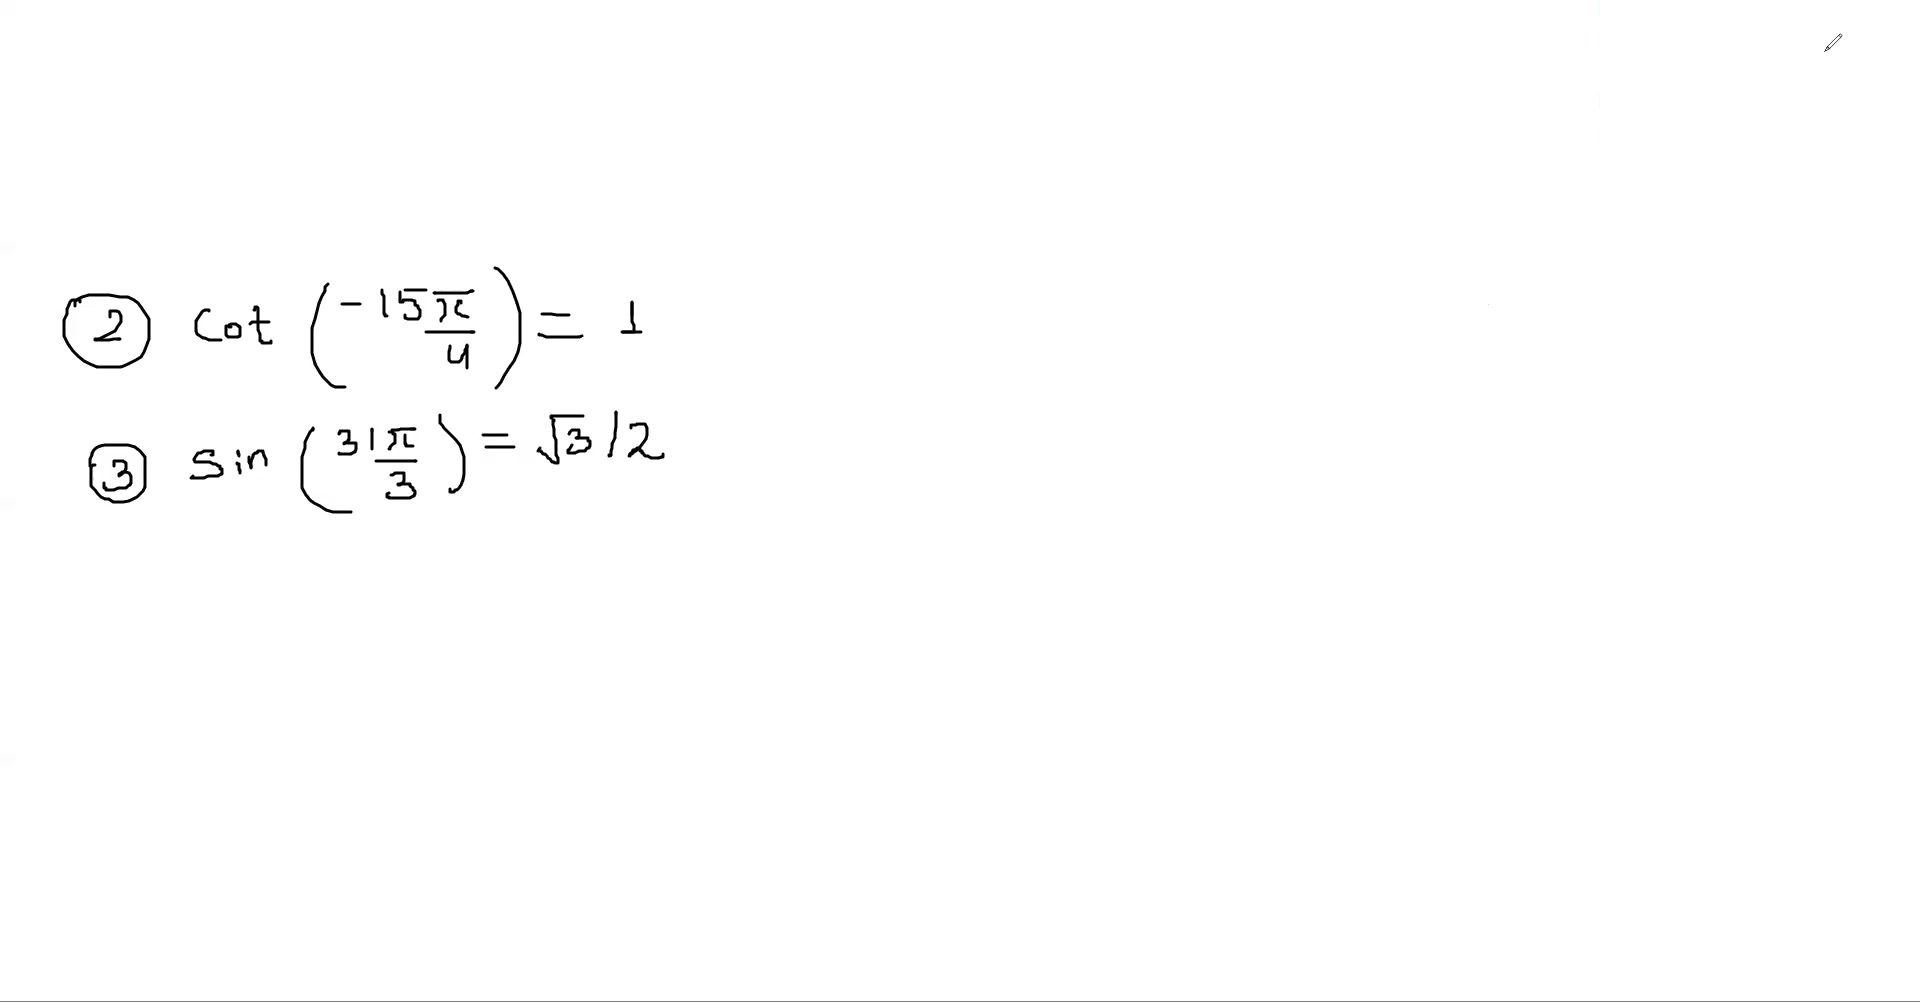 ② cot (-15π/4) = 1
③ sin (31π/3) = √3/2